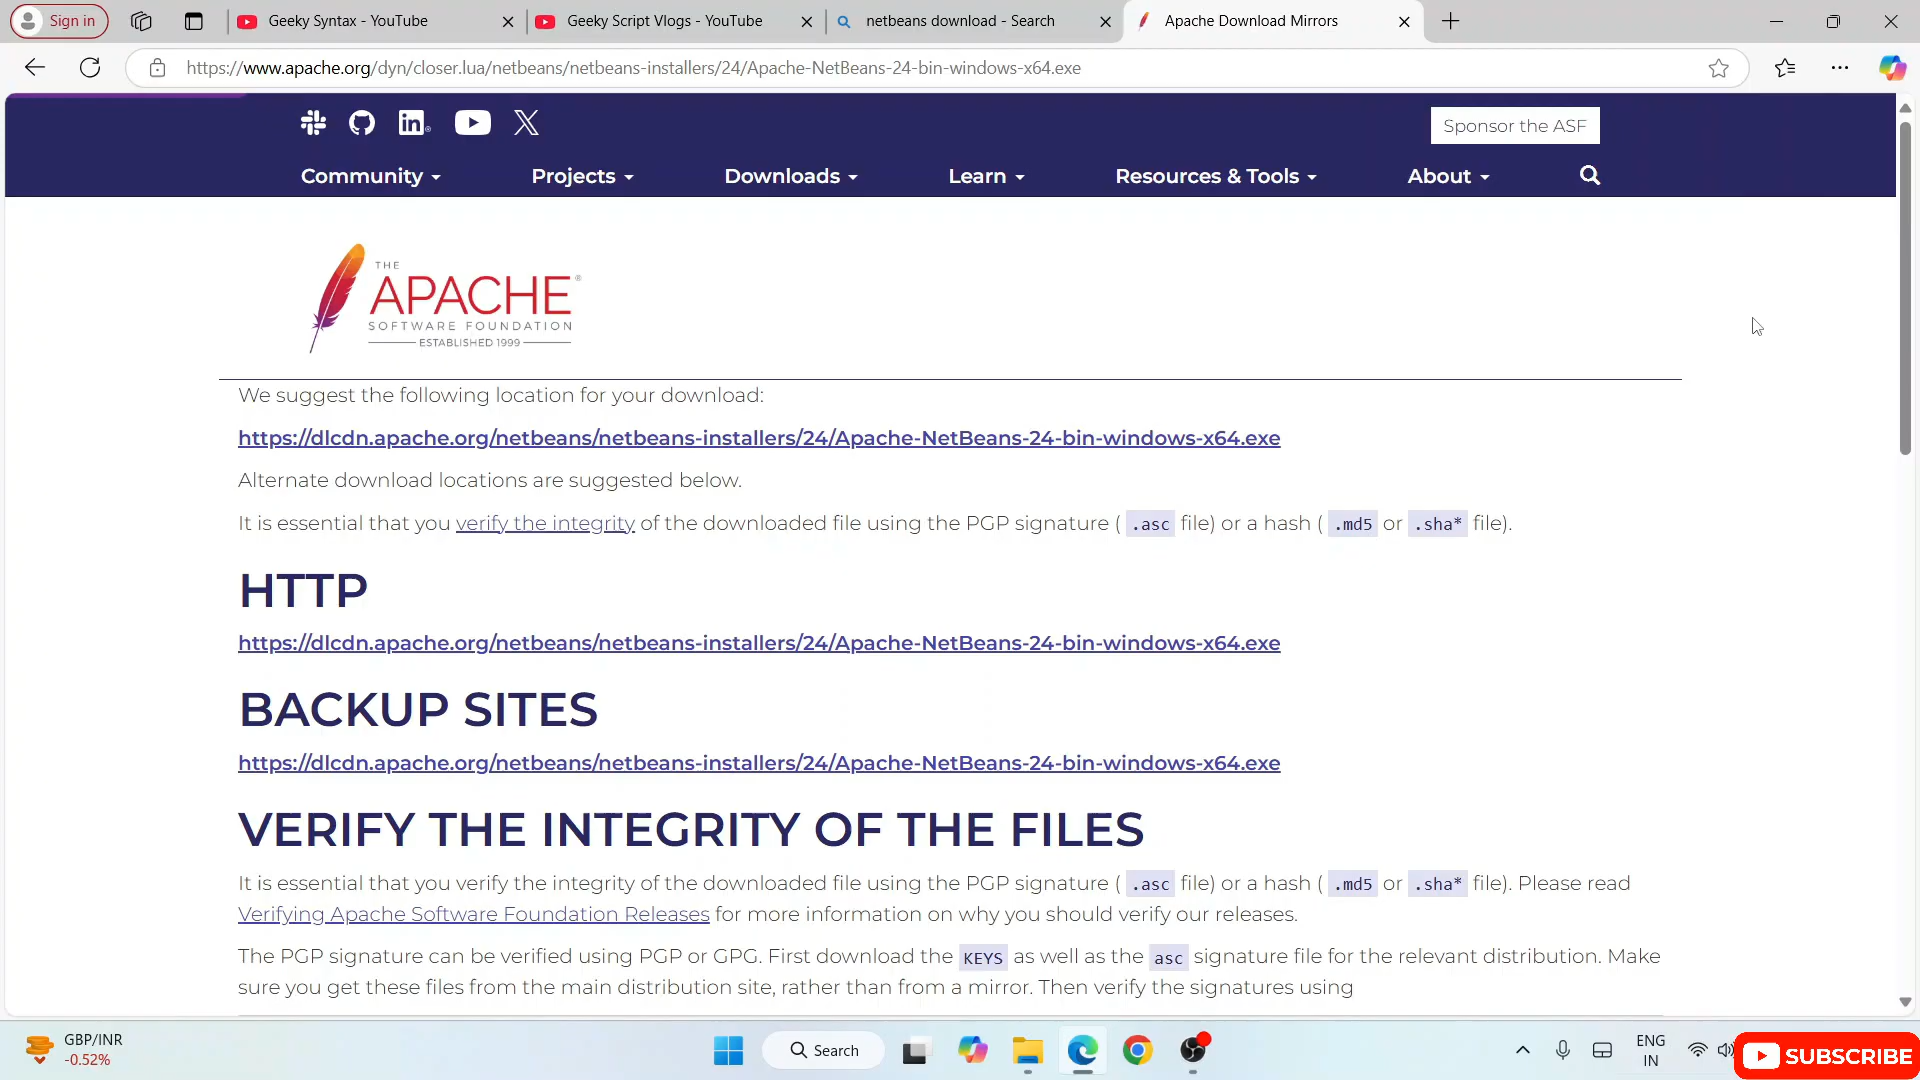 Sign in
Geeky Syntax - YouTube
Geeky Script Vlogs - YouTube
netbeans download - Search
Apache Download Mirrors
https://www.apache.org/dyn/closer.lua/netbeans/netbeans-installers/24/Apache-NetBeans-24-bin-windows-x64.exe
Sponsor the ASF
Community
Projects
Downloads
Learn
Resources & Tools
About
THE
APACHE®
SOFTWARE FOUNDATION
ESTABLISHED 1999
We suggest the following location for your download:
https://dlcdn.apache.org/netbeans/netbeans-installers/24/Apache-NetBeans-24-bin-windows-x64.exe
Alternate download locations are suggested below.
It is essential that you verify the integrity of the downloaded file using the PGP signature ( .asc file) or a hash ( .md5 or .sha* file).
HTTP
https://dlcdn.apache.org/netbeans/netbeans-installers/24/Apache-NetBeans-24-bin-windows-x64.exe
BACKUP SITES
https://dlcdn.apache.org/netbeans/netbeans-installers/24/Apache-NetBeans-24-bin-windows-x64.exe
VERIFY THE INTEGRITY OF THE FILES
It is essential that you verify the integrity of the downloaded file using the PGP signature ( .asc file) or a hash ( .md5 or .sha* file). Please read
Verifying Apache Software Foundation Releases for more information on why you should verify our releases.
The PGP signature can be verified using PGP or GPG. First download the KEYS as well as the asc signature file for the relevant distribution. Make
sure you get these files from the main distribution site, rather than from a mirror. Then verify the signatures using
GBP/INR
-0.52%
Search
ENG
IN
SUBSCRIBE